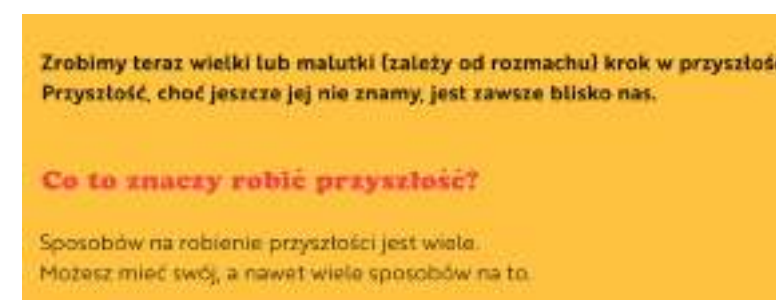 Zrobimy teraz wielki lub malutki (zależy od rozmachu) krok w przyszłoś
Przyszłość, choć jeszcze jej nie znamy, jest zawsze blisko nas.
Co to znaczy robić przyszłość?
Sposobów na robienie przyszłości jest wiele.
Możesz mieć swój, a nawet wiele sposobów na to.